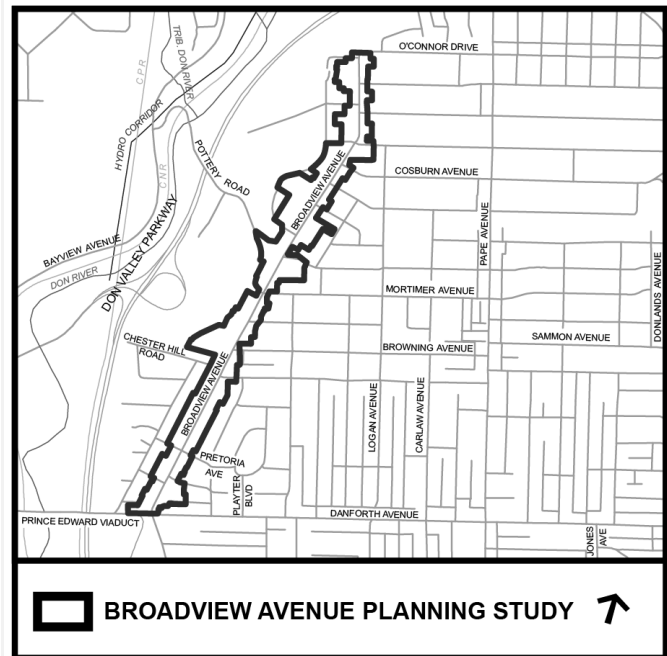 O'CONNOR DRIVE
TRIB. DON RIVER
CPR
HYDRO CORRIDOR
CNR
POTTERY ROAD
BROADVIEW AVENUE
COSBURN AVENUE
PAPE AVENUE
BAYVIEW AVENUE
DON RIVER
DON VALLEY PARKWAY
DONLANDS AVENUE
MORTIMER AVENUE
SAMMON AVENUE
CHESTER HILL
ROAD
BROWNING AVENUE
BROADVIEW AVENUE
LOGAN AVENUE
CARLAW AVENUE
PRETORIA
AVE
PLAYTER
BLVD
DANFORTH AVENUE
PRINCE EDWARD VIADUCT
JONES
AVE
BROADVIEW AVENUE PLANNING STUDY